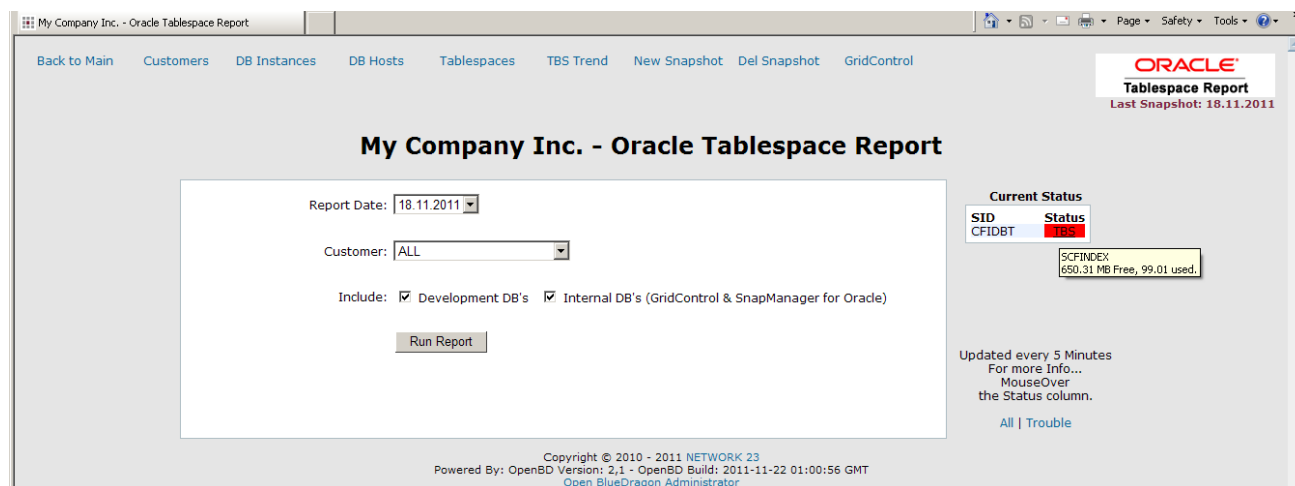 My Company Inc. - Oracle Tablespace Report
Page Safety Tools
Back to Main Customers DB Instances DB Hosts Tablespaces TBS Trend New Snapshot Del Snapshot GridControl
ORACLE
Tablespace Report
Last Snapshot: 18.11.2011
My Company Inc. - Oracle Tablespace Report
Report Date: 18.11.2011
Customer: ALL
Include: Development DB's Internal DB's (GridControl & SnapManager for Oracle)
Run Report
Current Status
SID Status
CFIDBT TBS
SCFINDEX
650.31 MB Free, 99.01 used.
Updated every 5 Minutes
For more Info...
MouseOver
the Status column.
All | Trouble
Copyright © 2010 - 2011 NETWORK 23
Powered By: OpenBD Version: 2,1 - OpenBD Build: 2011-11-22 01:00:56 GMT
Open BlueDragon Administrator